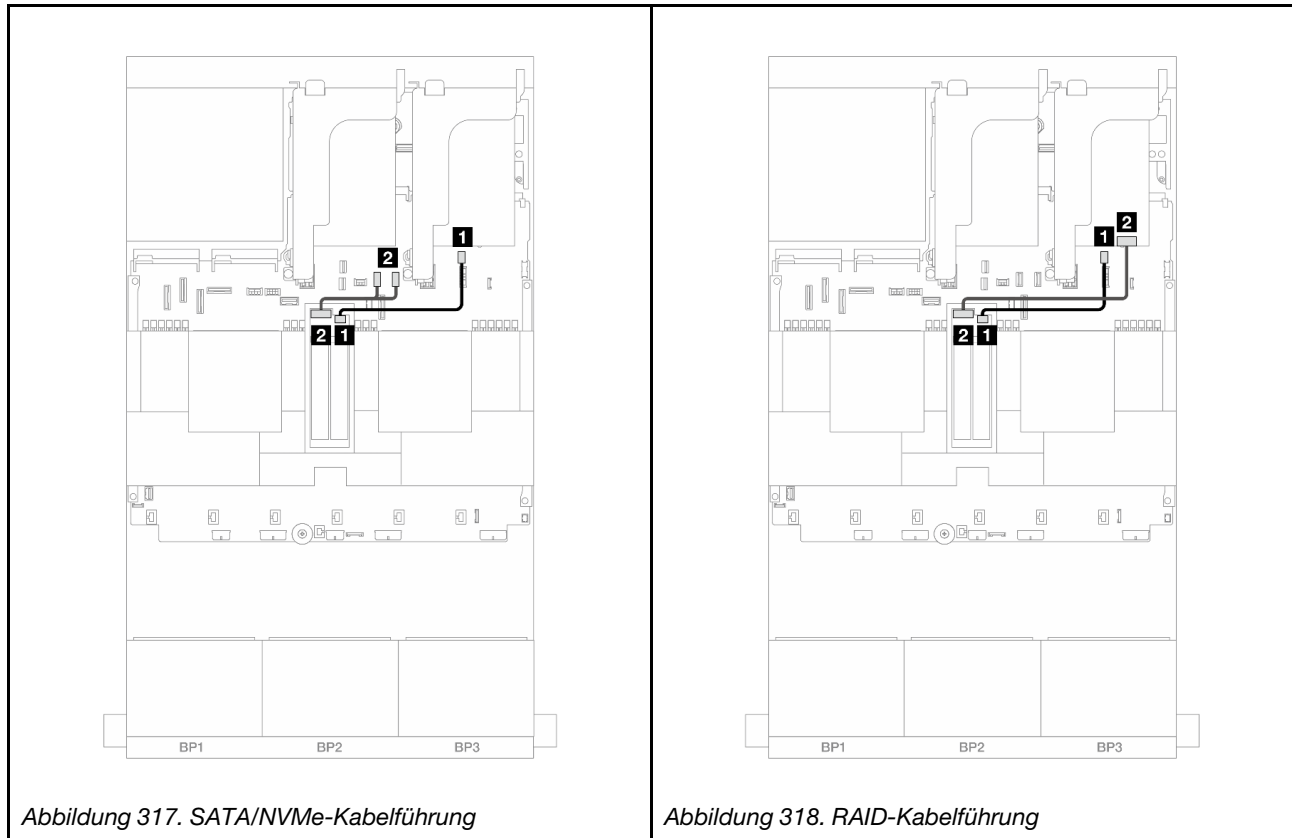 1
2
2 1
BP1 BP2 BP3
Abbildung 317. SATA/NVMe-Kabelführung
2
1
2 1
BP1 BP2 BP3
Abbildung 318. RAID-Kabelführung